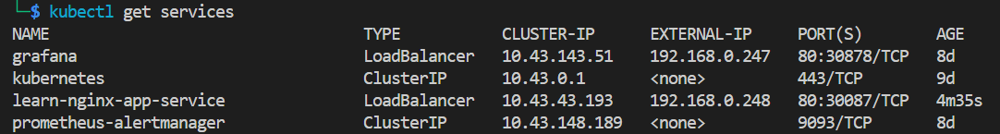 └─$ kubectl get services
NAME TYPE CLUSTER-IP EXTERNAL-IP PORT(S) AGE
grafana LoadBalancer 10.43.143.51 192.168.0.247 80:30878/TCP 8d
kubernetes ClusterIP 10.43.0.1 <none> 443/TCP 9d
learn-nginx-app-service LoadBalancer 10.43.43.193 192.168.0.248 80:30087/TCP 4m35s
prometheus-alertmanager ClusterIP 10.43.148.189 <none> 9093/TCP 8d